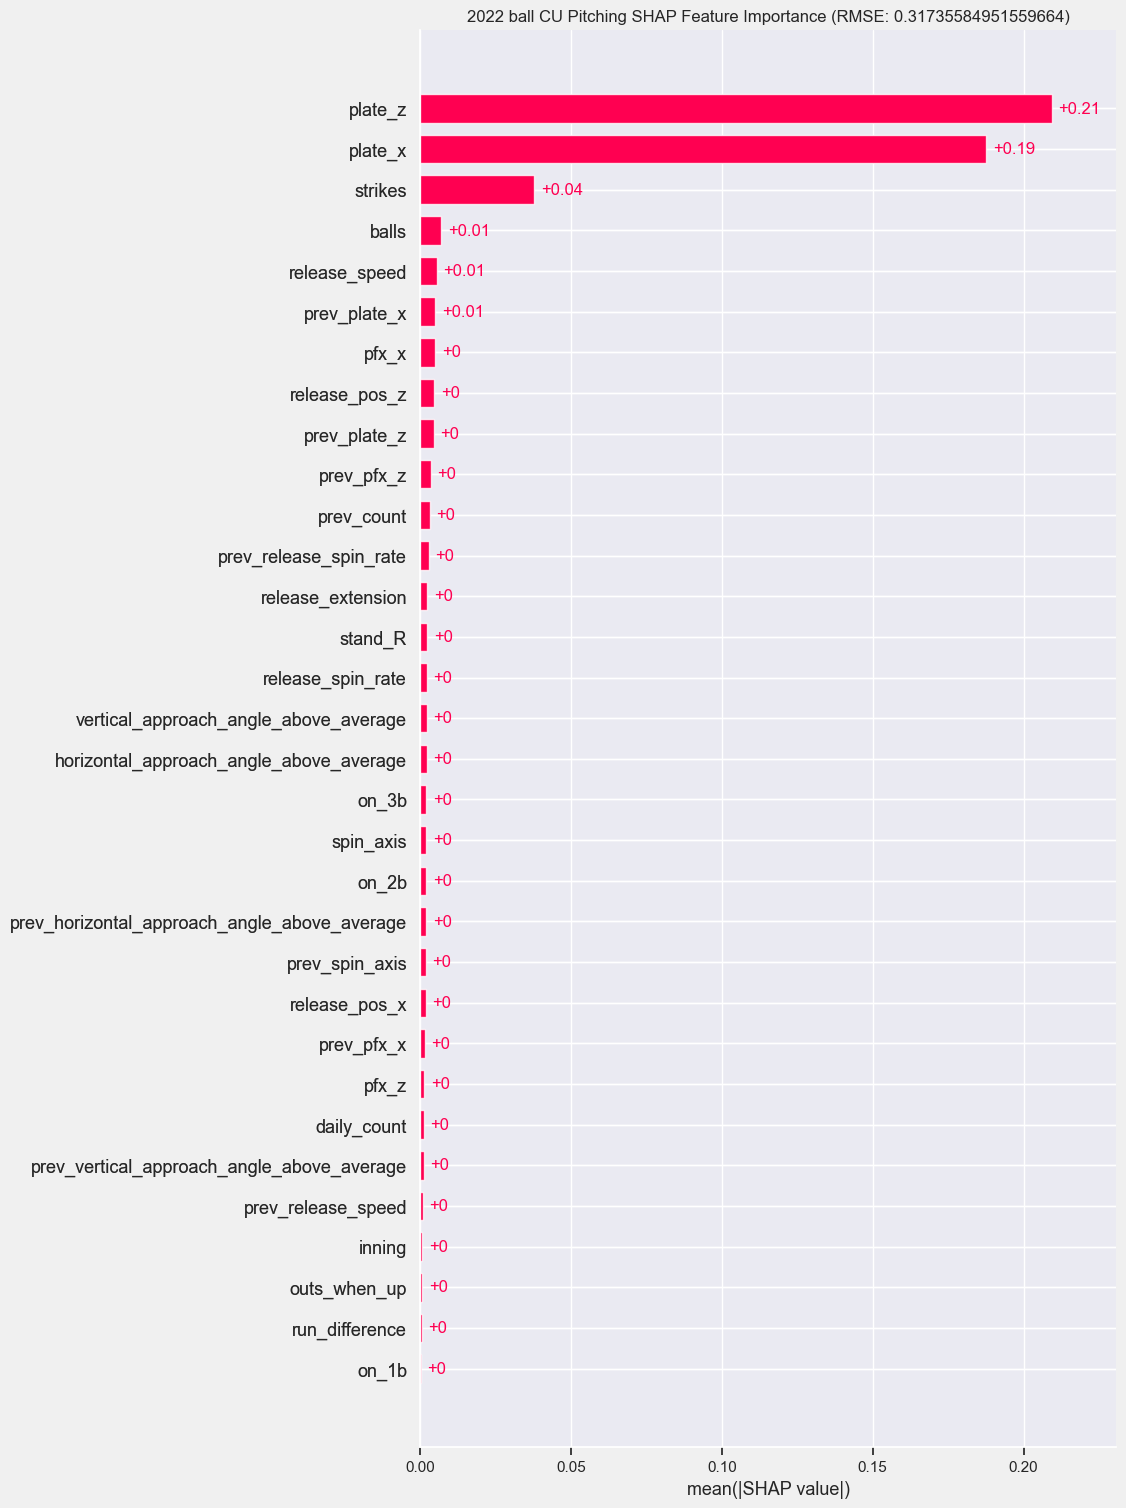 2022 ball CU Pitching SHAP Feature Importance (RMSE: 0.31735584951559664)
plate_z +0.21
plate_x +0.19
strikes +0.04
balls +0.01
release_speed +0.01
prev_plate_x +0.01
pfx_x +0
release_pos_z +0
prev_plate_z +0
prev_pfx_z +0
prev_count +0
prev_release_spin_rate +0
release_extension +0
stand_R +0
release_spin_rate +0
vertical_approach_angle_above_average +0
horizontal_approach_angle_above_average +0
on_3b +0
spin_axis +0
on_2b +0
prev_horizontal_approach_angle_above_average +0
prev_spin_axis +0
release_pos_x +0
prev_pfx_x +0
pfx_z +0
daily_count +0
prev_vertical_approach_angle_above_average +0
prev_release_speed +0
inning +0
outs_when_up +0
run_difference +0
on_1b +0
0.00 0.05 0.10 0.15 0.20
mean(|SHAP value|)